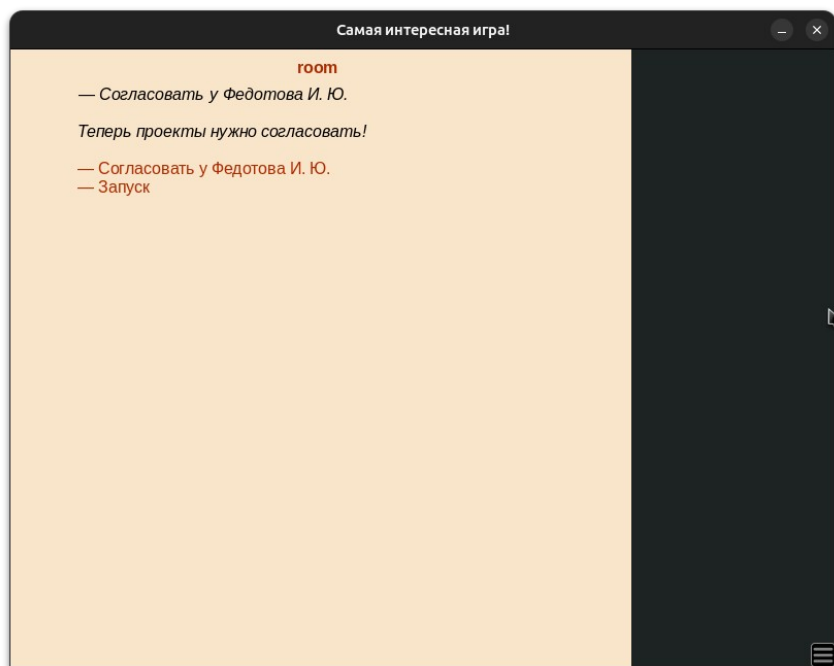 Самая интересная игра!
room
— Согласовать у Федотова И. Ю.
Теперь проекты нужно согласовать!
— Согласовать у Федотова И. Ю.
— Запуск